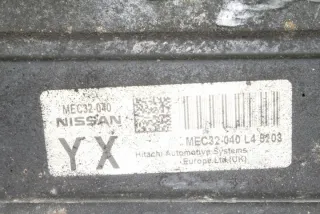 MEC32-040
NISSAN
YX
MEC32-040 L4 9203
Hitachi Automotive Systems
Europe.Ltd.(UK)